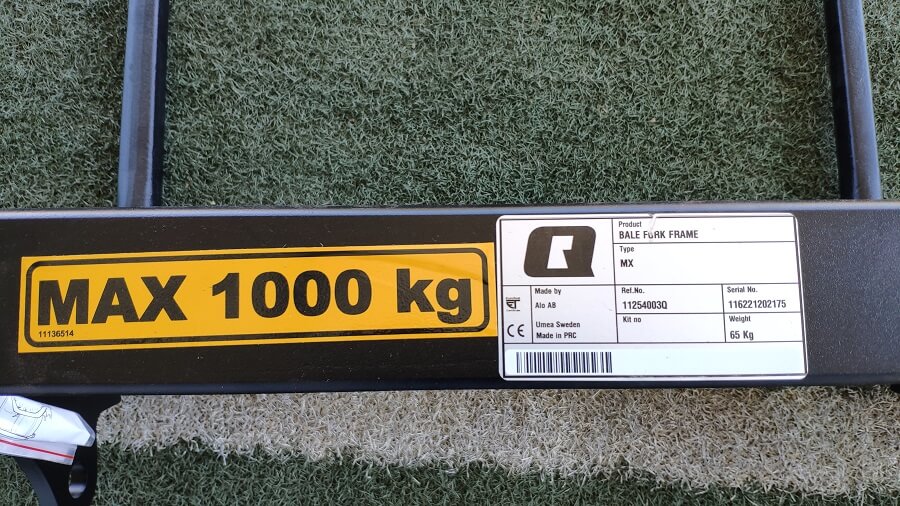 MAX 1000 kg
11136514
Product
BALE FORK FRAME
Type
MX
Made by
Alo AB
Umea Sweden
Made in PRC
Ref.No.
11254003Q
Serial No.
116221202175
Kit no
Weight
65 Kg
CE